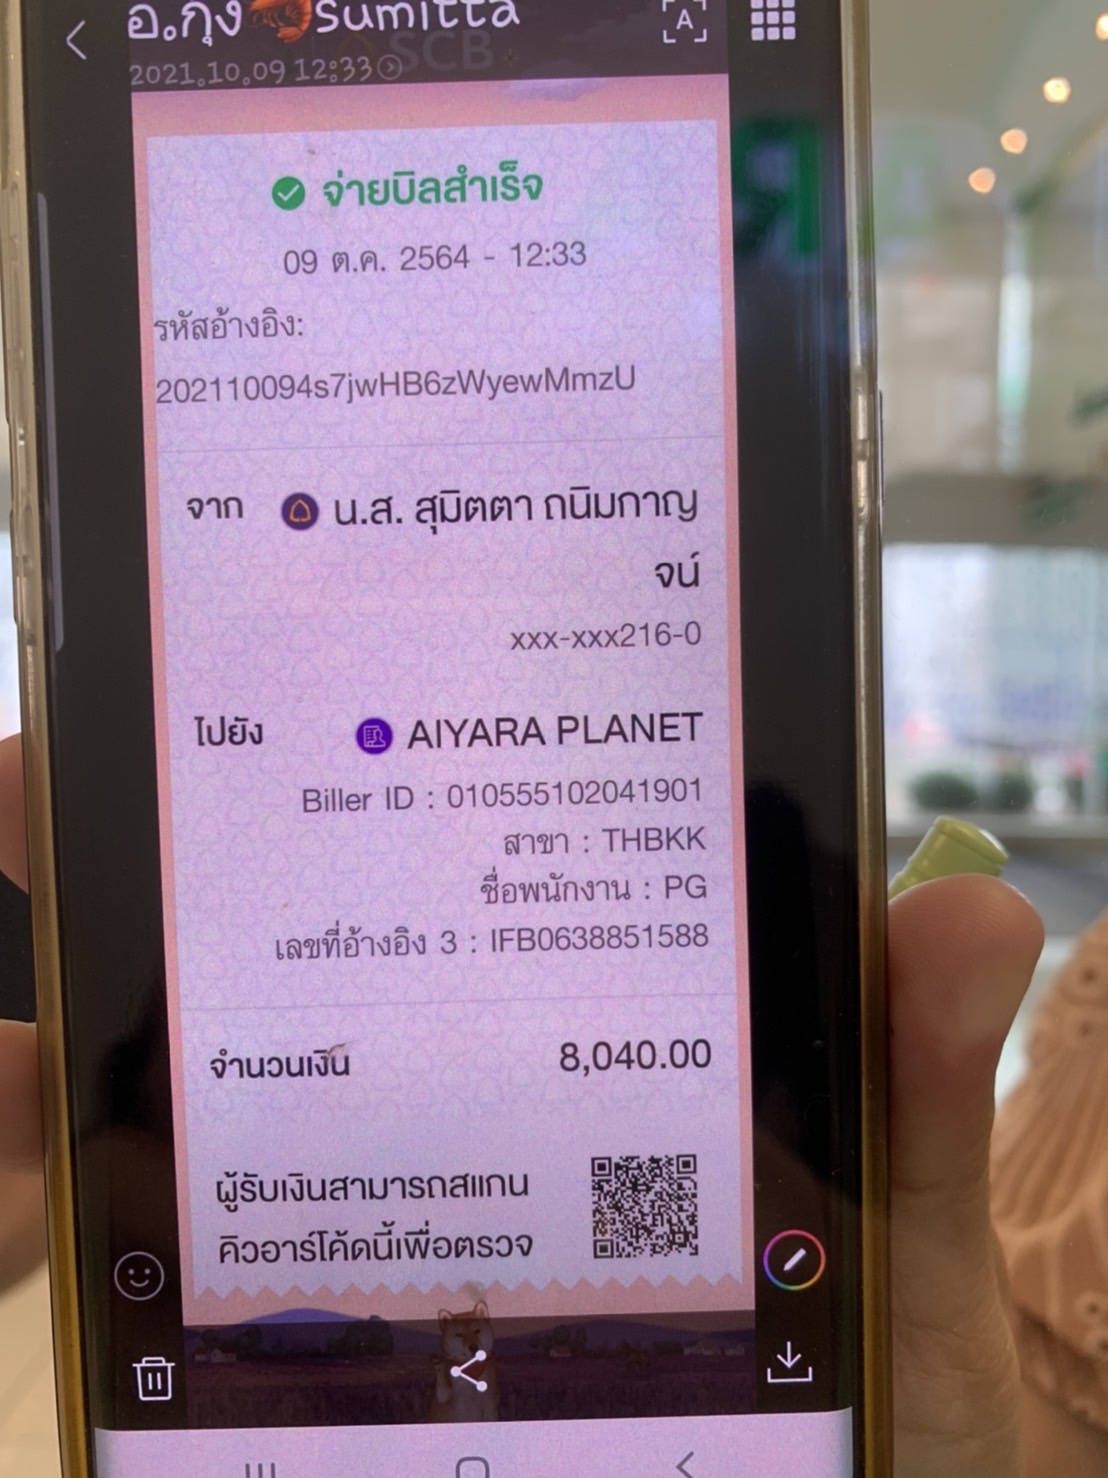 อ.กุ้ง🦐sumitta
SCB
2021.10.09 12:33
A
จ่ายบิลสำเร็จ
09 ต.ค. 2564 - 12:33
รหัสอ้างอิง:
202110094s7jwHB6zWyewMmzU
จาก น.ส. สุมิตตา ถนิมกาญ
จน์
xxx-xxx216-0
ไปยัง AIYARA PLANET
Biller ID : 010555102041901
สาขา : THBKK
ชื่อพนักงาน : PG
เลขที่อ้างอิง 3 : IFB0638851588
จำนวนเงิน 8,040.00
ผู้รับเงินสามารถสแกน
คิวอาร์โค้ดนี้เพื่อตรวจ